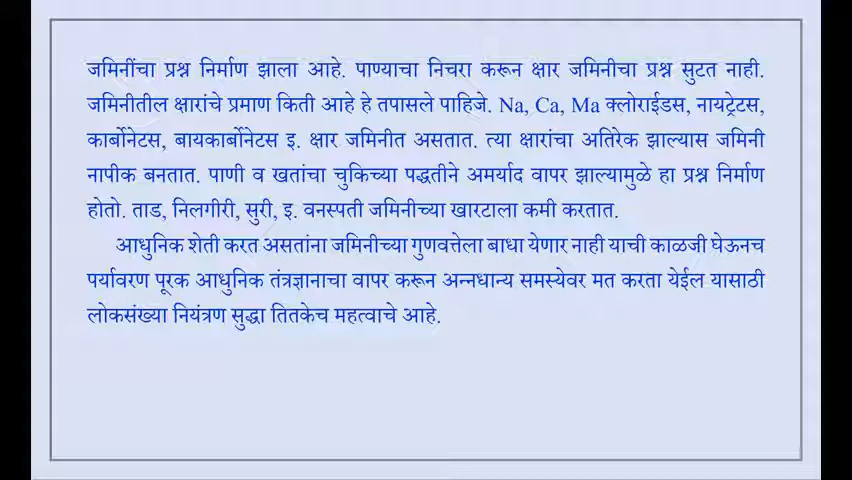 जमिनींचा प्रश्न निर्माण झाला आहे. पाण्याचा निचरा करून क्षार जमिनीचा प्रश्न सुटत नाही.
जमिनीतील क्षारांचे प्रमाण किती आहे हे तपासले पाहिजे. Na, Ca, Ma क्लोराईडस, नायट्रेटस,
कार्बोनेटस, बायकार्बोनेटस इ. क्षार जमिनीत असतात. त्या क्षारांचा अतिरेक झाल्यास जमिनी
नापीक बनतात. पाणी व खतांचा चुकिच्या पद्धतीने अमर्याद वापर झाल्यामुळे हा प्रश्न निर्माण
होतो. ताड, निलगीरी, सुरी, इ. वनस्पती जमिनीच्या खारटाला कमी करतात.
आधुनिक शेती करत असतांना जमिनीच्या गुणवत्तेला बाधा येणार नाही याची काळजी घेऊनच
पर्यावरण पूरक आधुनिक तंत्रज्ञानाचा वापर करून अन्नधान्य समस्येवर मत करता येईल यासाठी
लोकसंख्या नियंत्रण सुद्धा तितकेच महत्वाचे आहे.